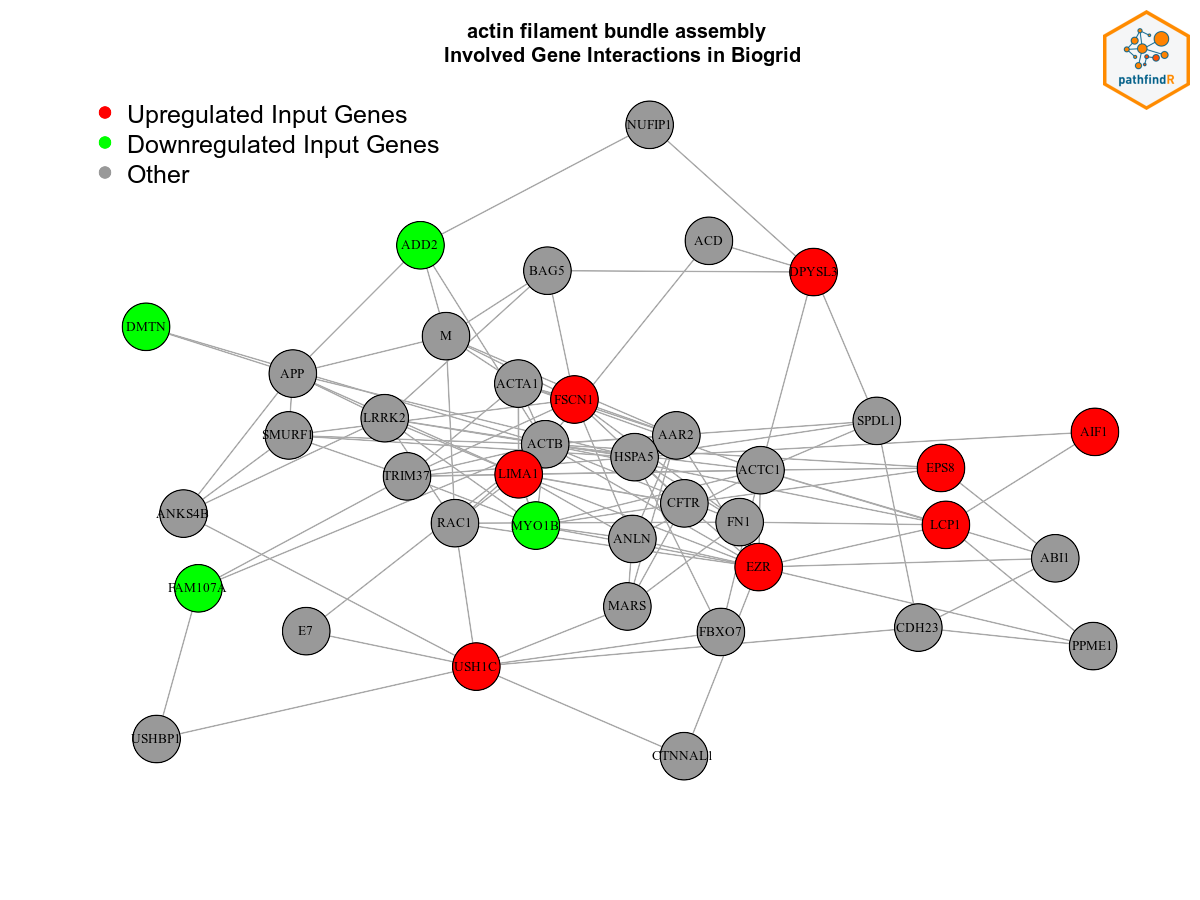 actin filament bundle assembly
Involved Gene Interactions in Biogrid
pathfindR
Upregulated Input Genes
Downregulated Input Genes
Other
NUFIP1
ADD2
ACD
BAG5
DPYSL3
DMTN
M
APP
ACTA1
FSCN1
LRRK2
SPDL1
SMURF1
AAR2
AIF1
ACTB
HSPA5
EPS8
TRIM37
LIMA1
ACTC1
CFTR
ANKS4B
RAC1
MYO1B
FN1
LCP1
ANLN
ABI1
EZR
FAM107A
MARS
E7
FBXO7
CDH23
PPME1
USH1C
USHBP1
CTNNAL1